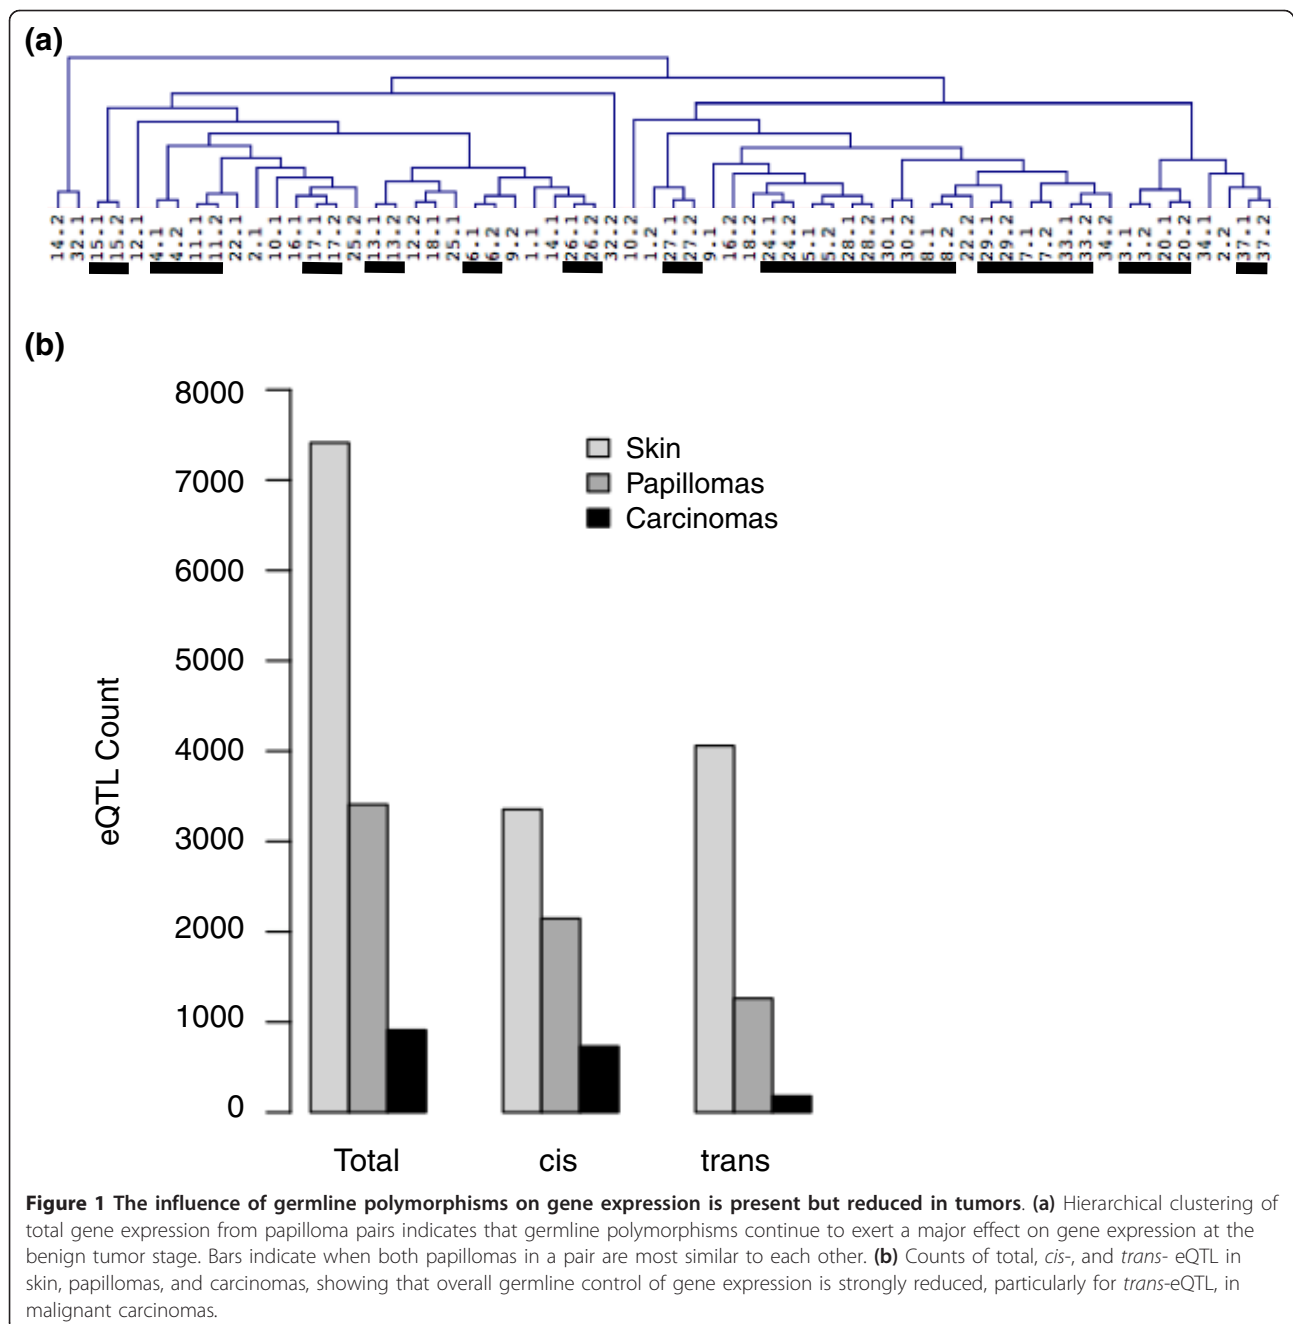 (a)
14.2 32.1 15.1 15.2 12.1 4.1 4.2 11.1 11.2 22.1 2.1 10.1 16.1 17.1 17.2 25.2 13.1 13.2 12.2 18.1 25.1 6.1 6.2 9.2 1.1 14.1 26.1 26.2 32.2 10.2 1.2 27.1 27.2 9.1 16.2 18.2 24.1 24.2 5.1 5.2 28.1 28.2 30.1 30.2 8.1 8.2 22.2 29.1 29.2 7.1 7.2 33.1 33.2 34.2 3.1 3.2 20.1 20.2 34.1 2.2 37.1 37.2
(b)
8000
7000
6000
5000
4000
3000
2000
1000
0
eQTL Count
Skin
Papillomas
Carcinomas
Total cis trans
Figure 1 The influence of germline polymorphisms on gene expression is present but reduced in tumors. (a) Hierarchical clustering of
total gene expression from papilloma pairs indicates that germline polymorphisms continue to exert a major effect on gene expression at the
benign tumor stage. Bars indicate when both papillomas in a pair are most similar to each other. (b) Counts of total, cis-, and trans- eQTL in
skin, papillomas, and carcinomas, showing that overall germline control of gene expression is strongly reduced, particularly for trans-eQTL, in
malignant carcinomas.